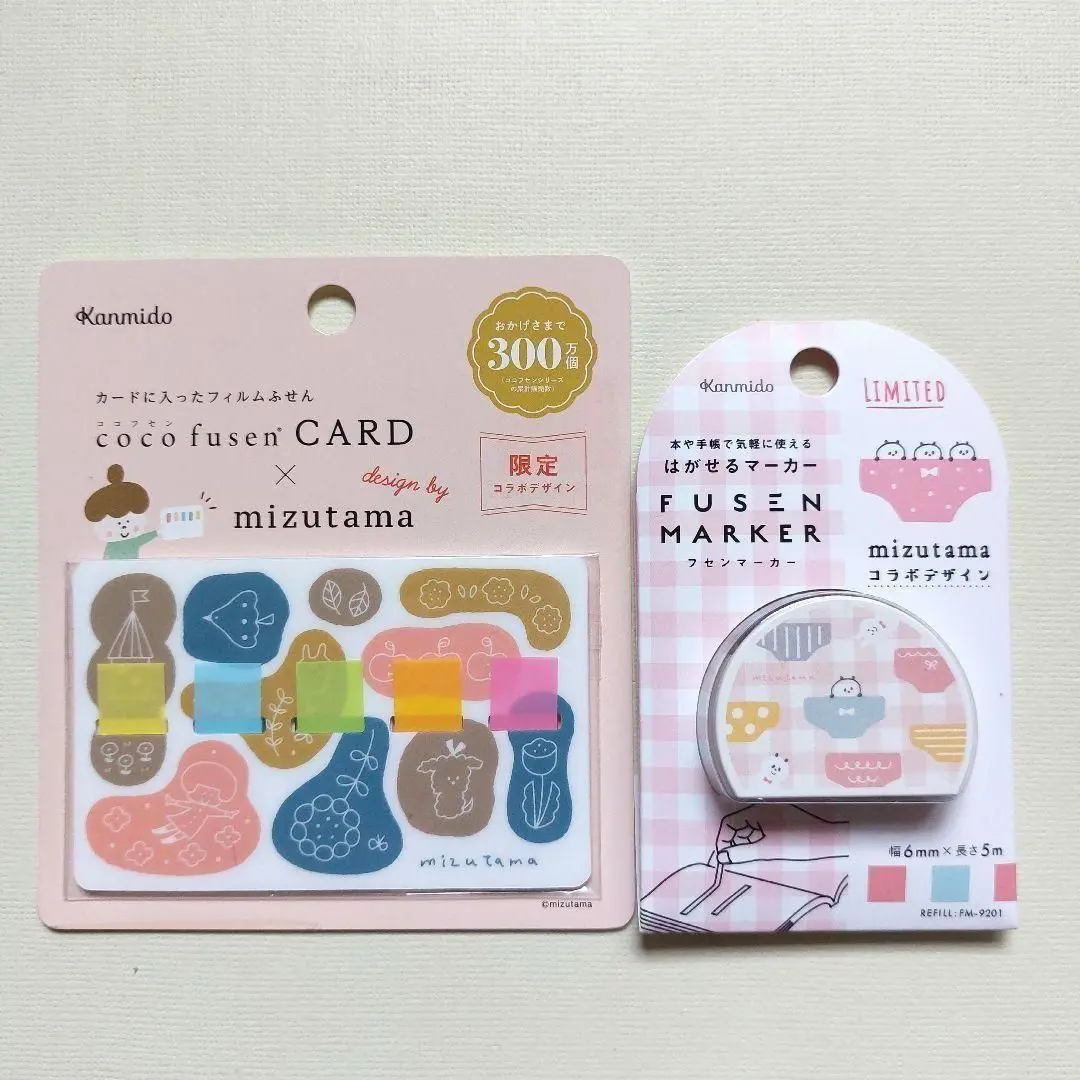 Kanmido
おかげさまで
300万個
(ココフセンシリーズ
の累計販売数)
カードに入ったフィルムふせん
ココフセン
coco fusen® CARD
×
design by
mizutama
限定
コラボデザイン
mizutama
©mizutama
Kanmido
LIMITED
本や手帳で気軽に使える
はがせるマーカー
FUSEN
MARKER
フセンマーカー
mizutama
コラボデザイン
mizutama
幅6mm×長さ5m
REFILL: FM-9201